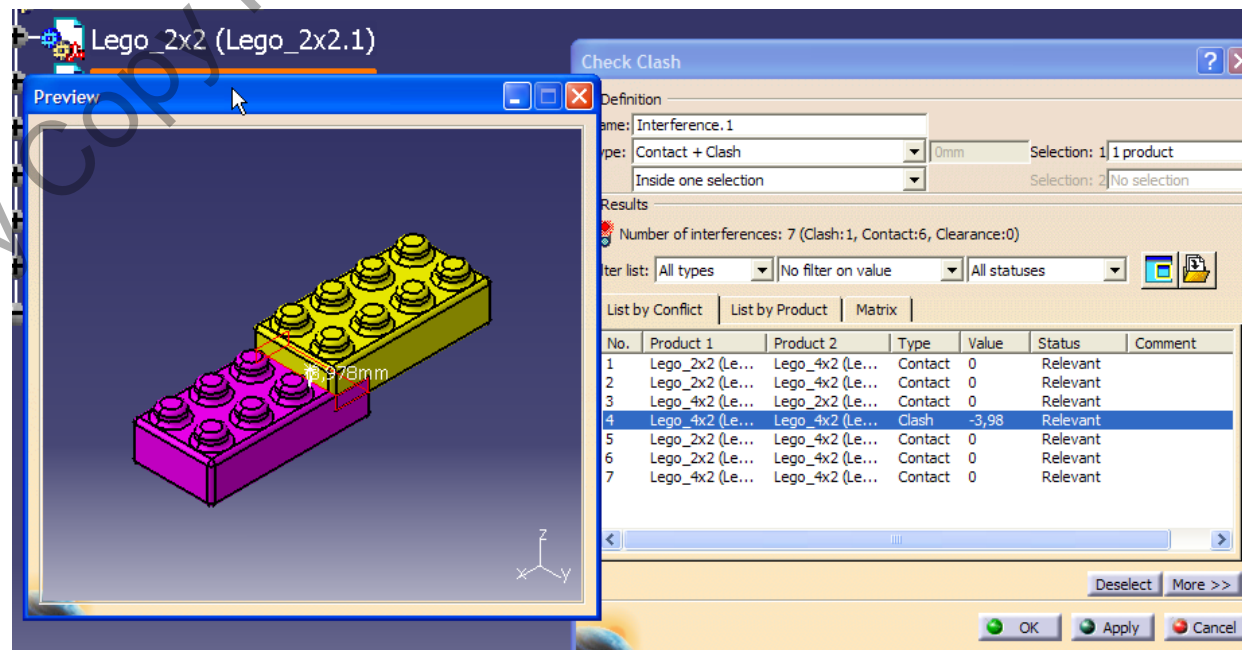 Lego_2x2 (Lego_2x2.1)
Copy
Preview
3,978mm
z
x
y
Check Clash
Definition
ame: Interference.1
ype: Contact + Clash 0mm Selection: 1 1 product
Inside one selection Selection: 2 No selection
Results
Number of interferences: 7 (Clash:1, Contact:6, Clearance:0)
lter list: All types No filter on value All statuses
List by Conflict List by Product Matrix
No. Product 1 Product 2 Type Value Status Comment
1 Lego_2x2 (Le... Lego_4x2 (Le... Contact 0 Relevant
2 Lego_2x2 (Le... Lego_4x2 (Le... Contact 0 Relevant
3 Lego_4x2 (Le... Lego_2x2 (Le... Contact 0 Relevant
4 Lego_4x2 (Le... Lego_4x2 (Le... Clash -3,98 Relevant
5 Lego_2x2 (Le... Lego_4x2 (Le... Contact 0 Relevant
6 Lego_2x2 (Le... Lego_4x2 (Le... Contact 0 Relevant
7 Lego_4x2 (Le... Lego_4x2 (Le... Contact 0 Relevant
Deselect More >>
OK Apply Cancel